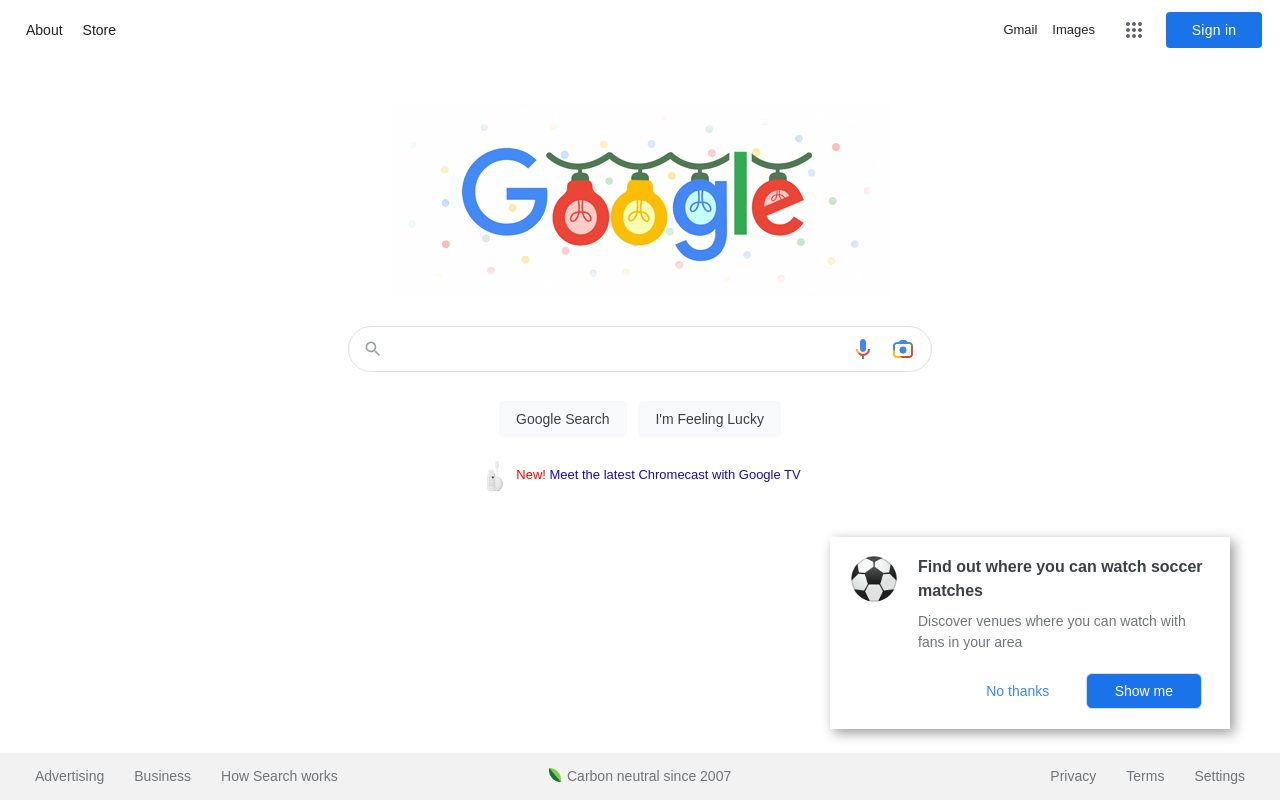 About
Store
Gmail
Images
Sign in
Google
Google Search
I'm Feeling Lucky
New! Meet the latest Chromecast with Google TV
Find out where you can watch soccer
matches
Discover venues where you can watch with
fans in your area
No thanks
Show me
Advertising
Business
How Search works
Carbon neutral since 2007
Privacy
Terms
Settings